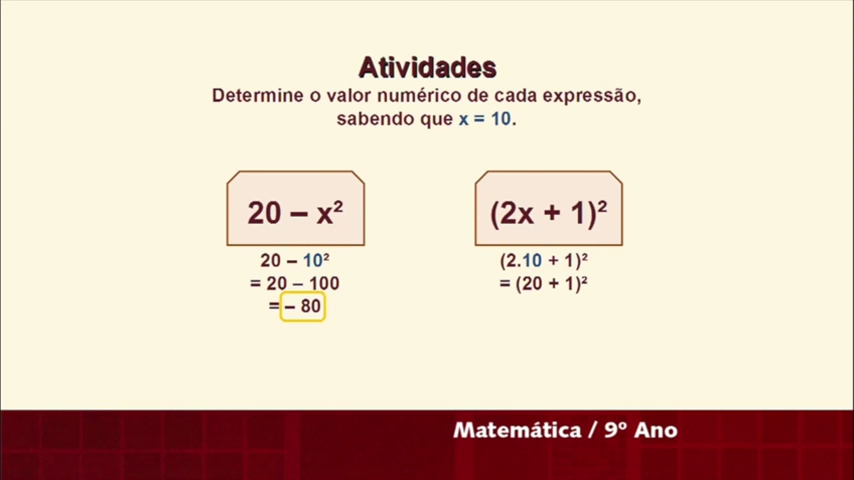 Atividades
Determine o valor numérico de cada expressão,
sabendo que x = 10.
20 – x²
(2x + 1)²
20 – 10²
= 20 – 100
= – 80
(2.10 + 1)²
= (20 + 1)²
Matemática / 9º Ano